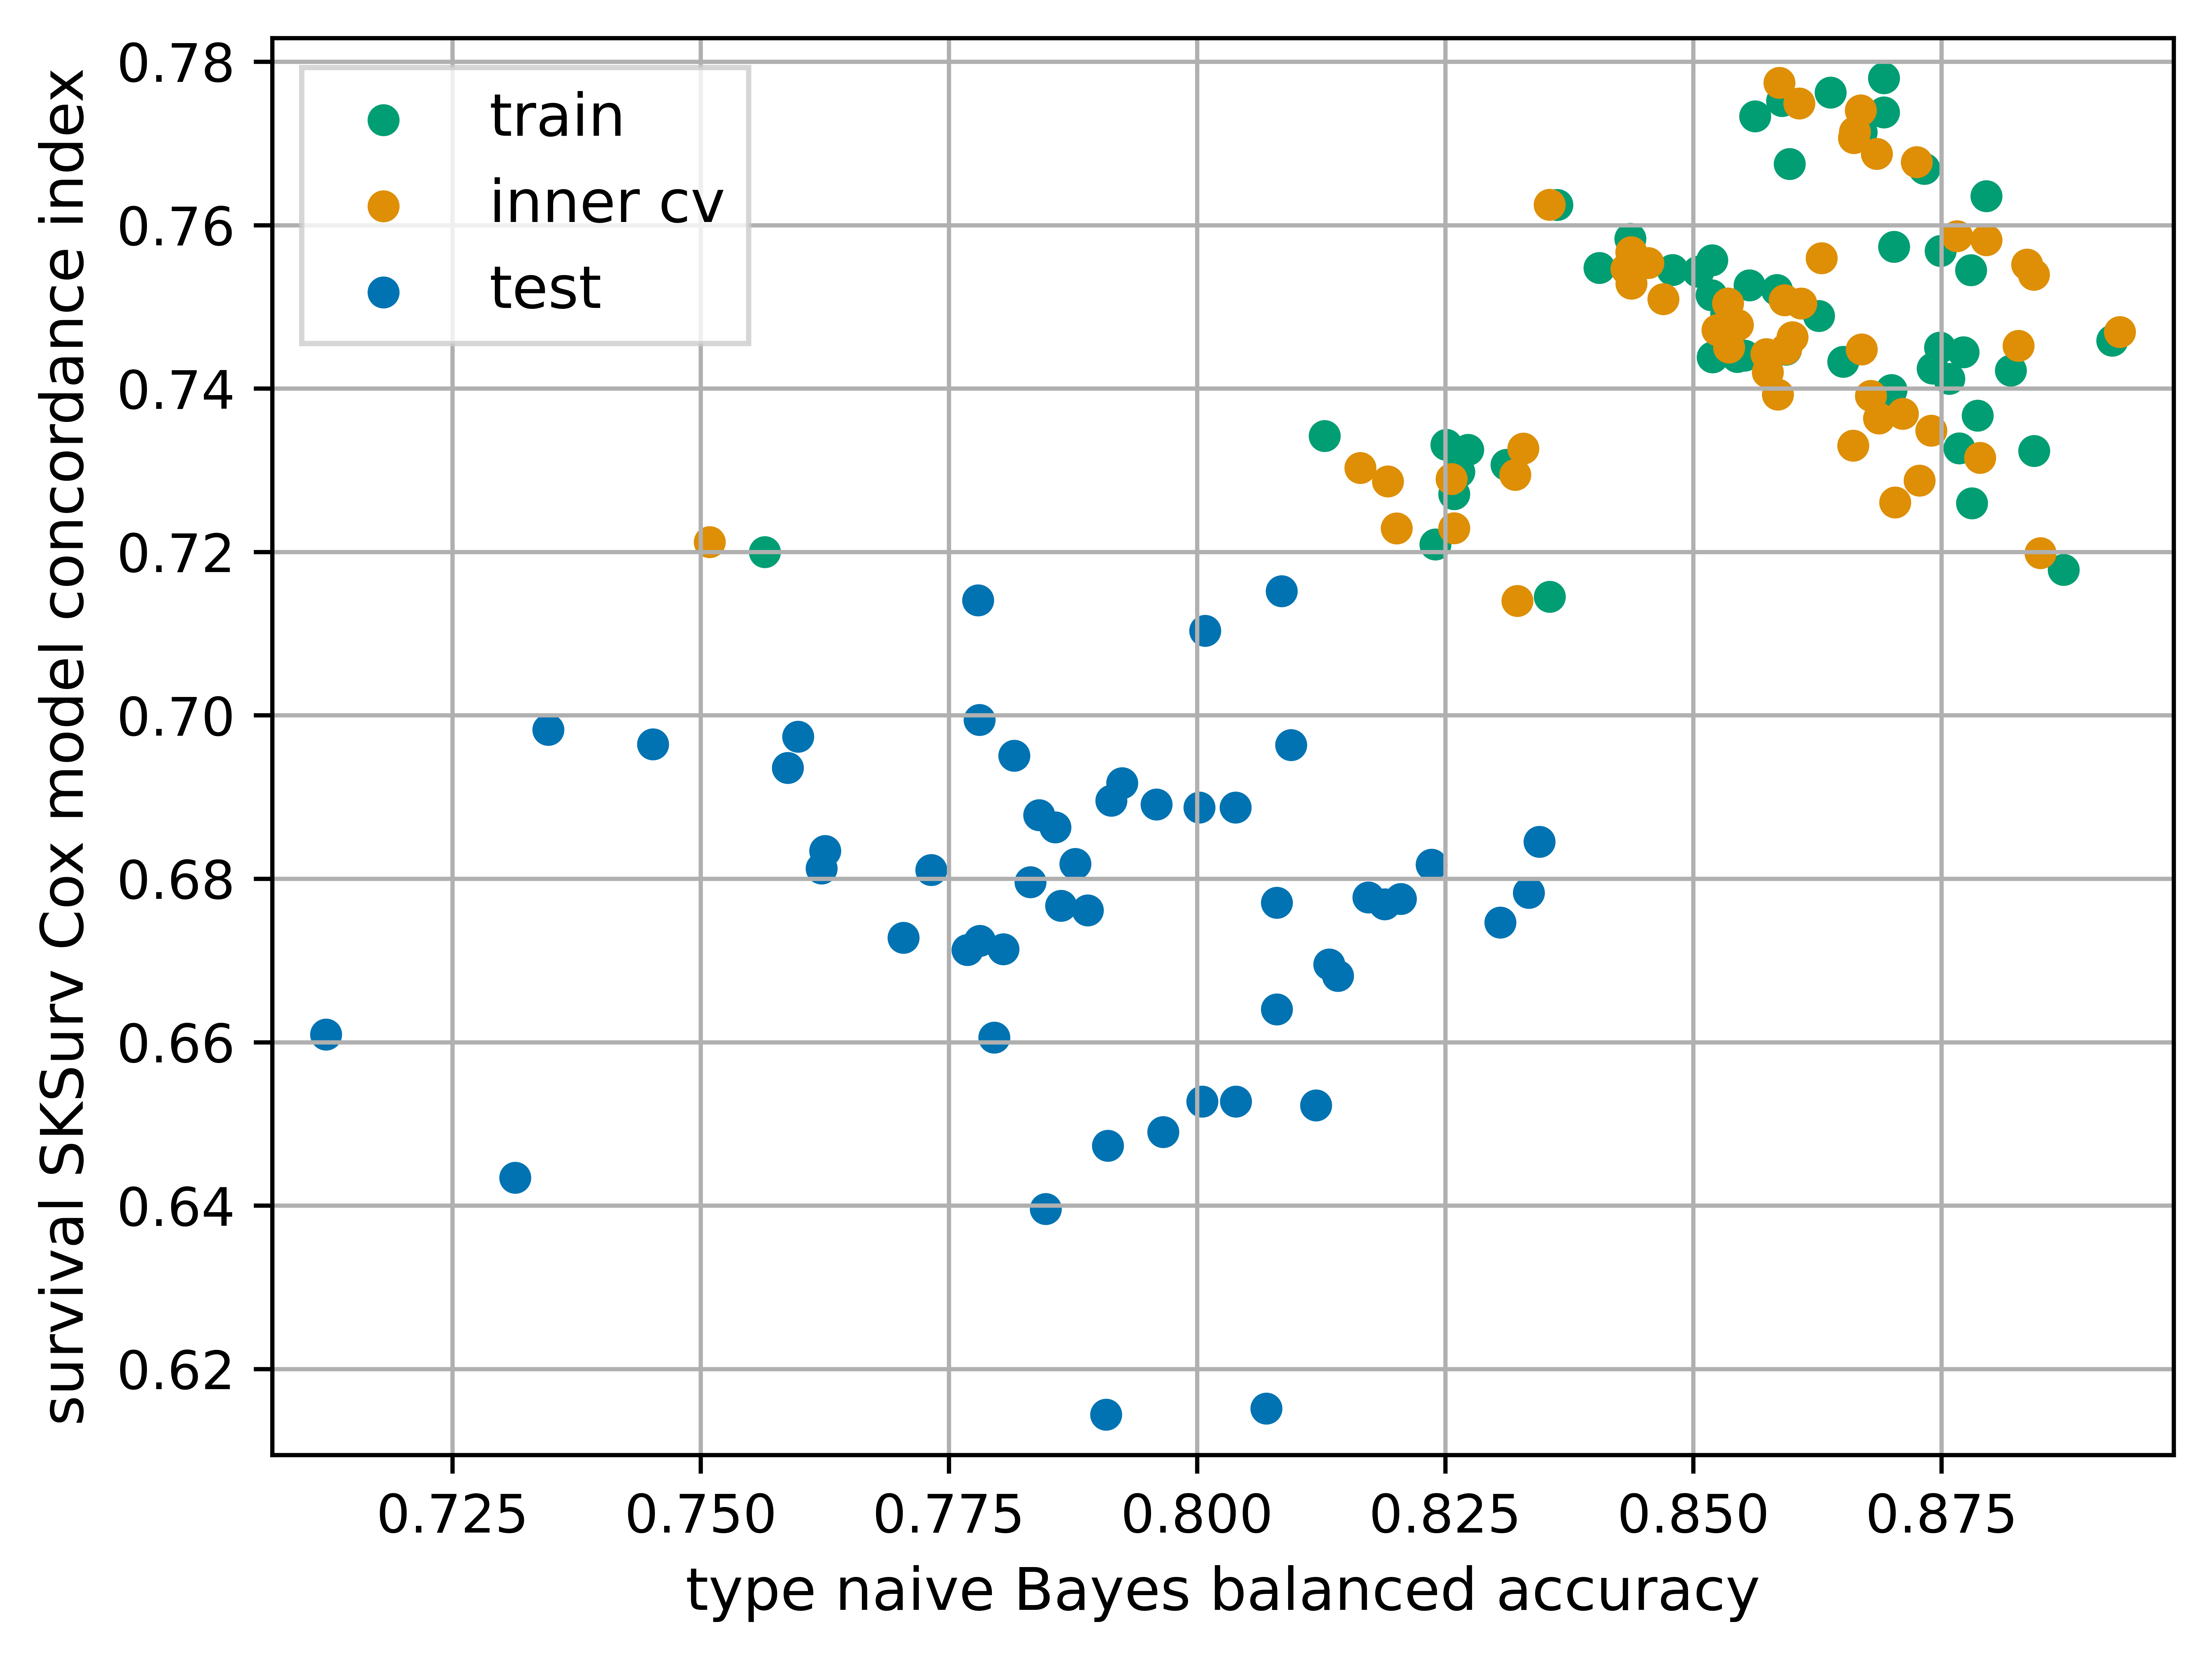 survival SKSurv Cox model concordance index
0.78
0.76
0.74
0.72
0.70
0.68
0.66
0.64
0.62
train
inner cv
test
0.725 0.750 0.775 0.800 0.825 0.850 0.875
type naive Bayes balanced accuracy